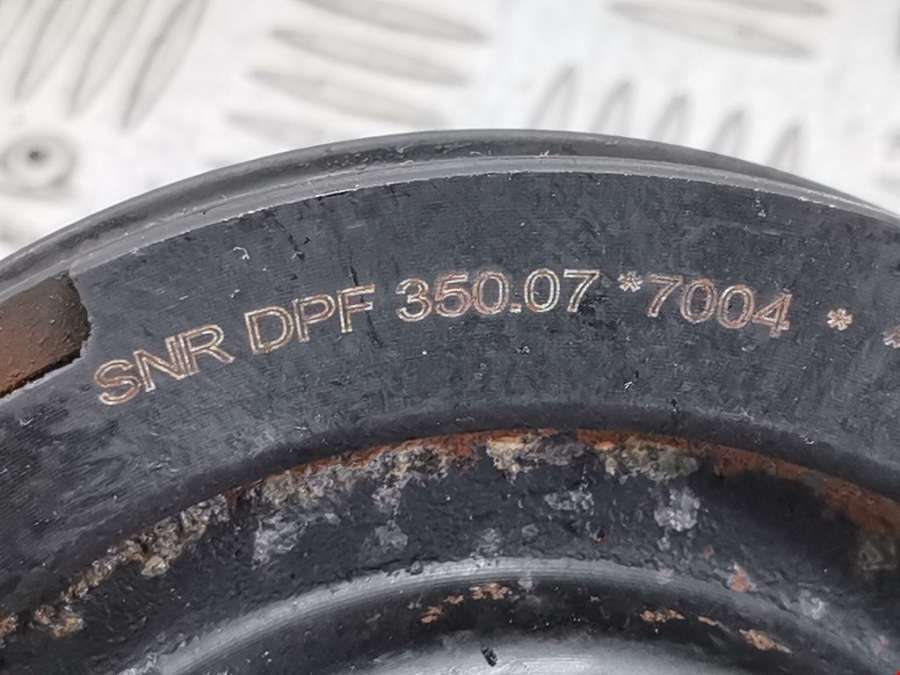 SNR DPF 350.07 *7004 * *